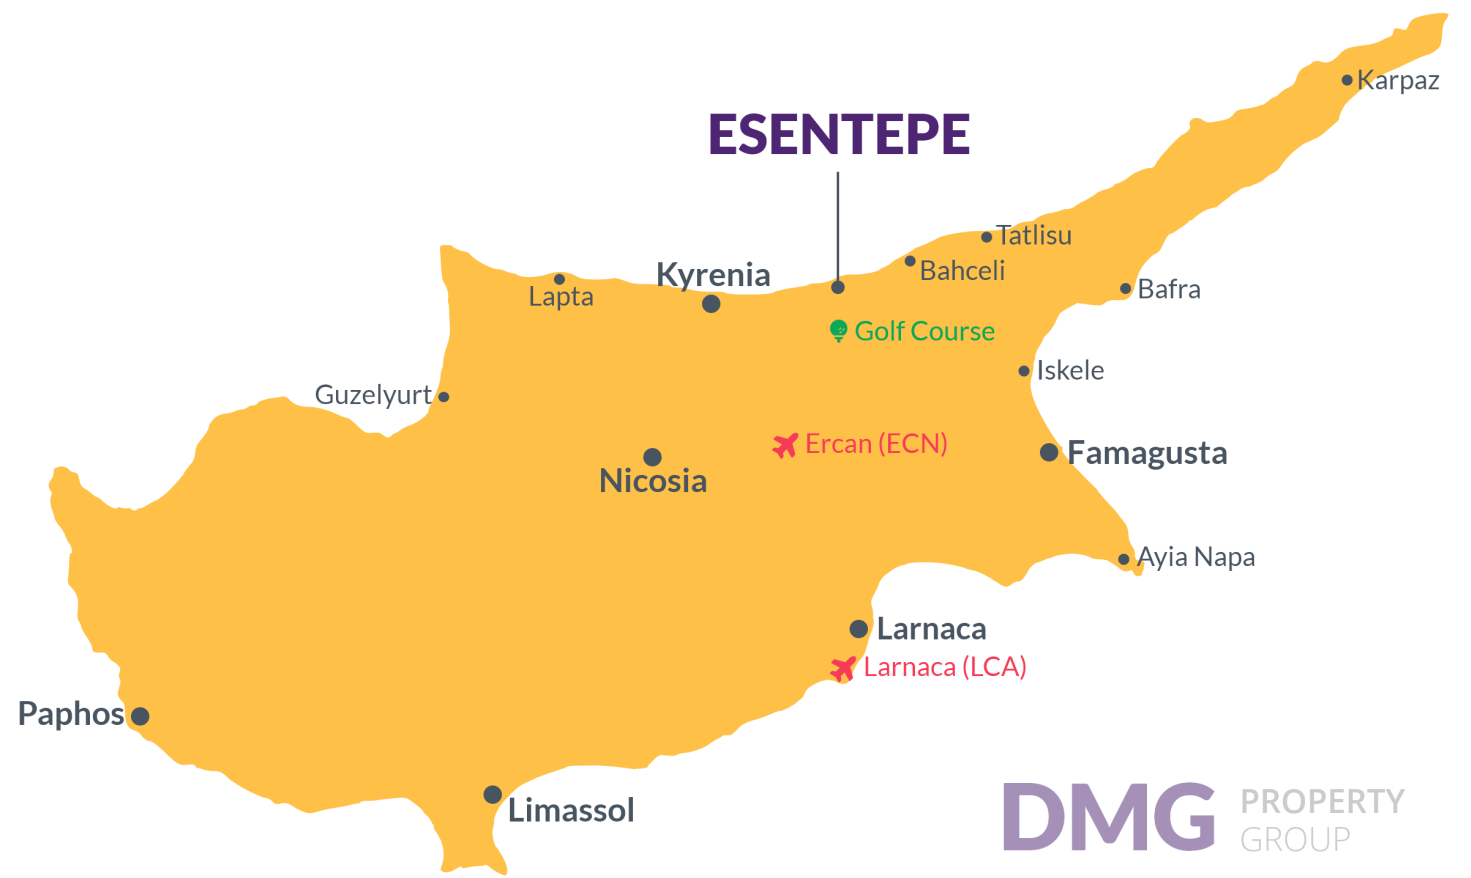 Karpaz
ESENTEPE
Tatlisu
Bahceli
Kyrenia
Lapta
Bafra
Golf Course
Iskele
Guzelyurt
Ercan (ECN)
Famagusta
Nicosia
Ayia Napa
Larnaca
Larnaca (LCA)
Paphos
Limassol
DMG PROPERTY
GROUP